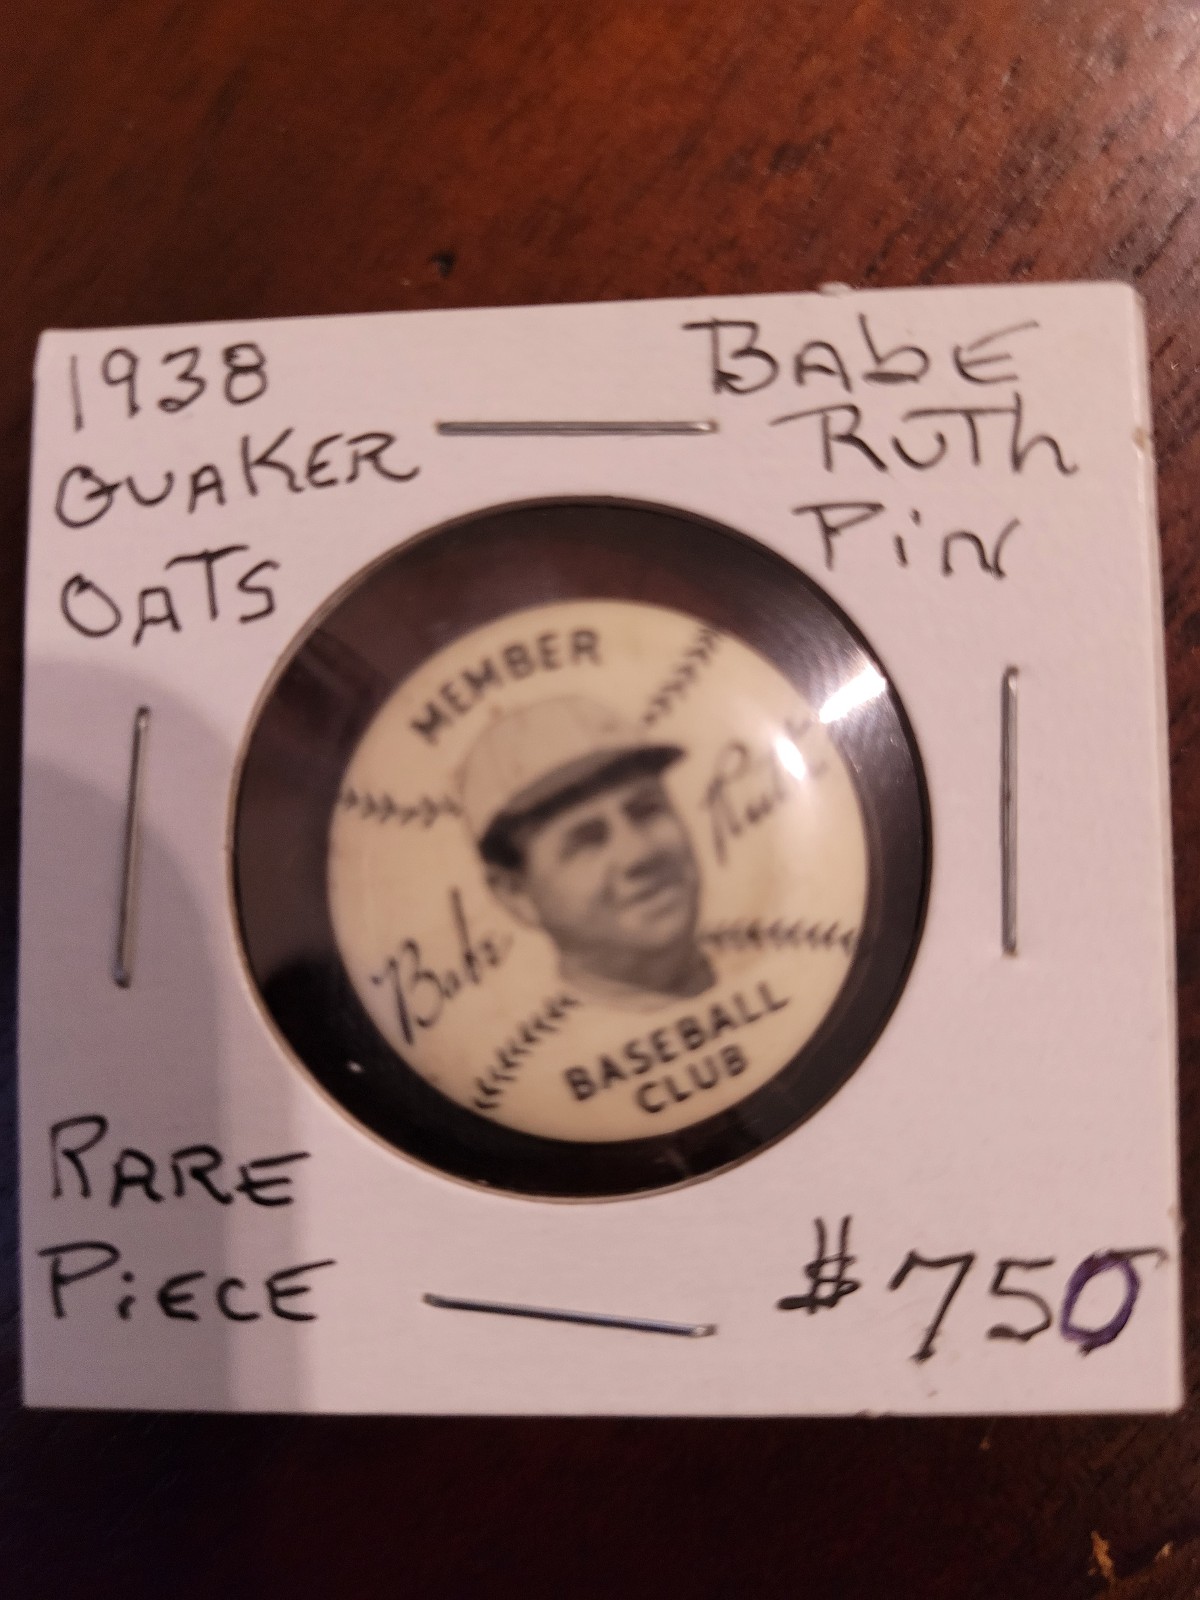 1938
QUAKER
OATS
BAbE
RUTh
PiN
MEMBER
Babe Ruth
BASEBALL
CLUB
RARE
PiECE
$750